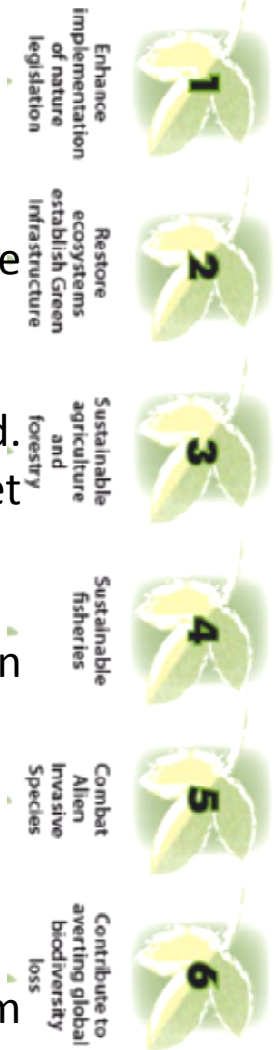 1
Enhance
implementation
of nature
legislation
2
Restore
ecosystems
establish Green
Infrastructure
3
Sustainable
agriculture
and
forestry
4
Sustainable
fisheries
5
Combat
Alien
Invasive
Species
6
Contribute to
averting global
biodiversity
loss
e
d.
et
n
m